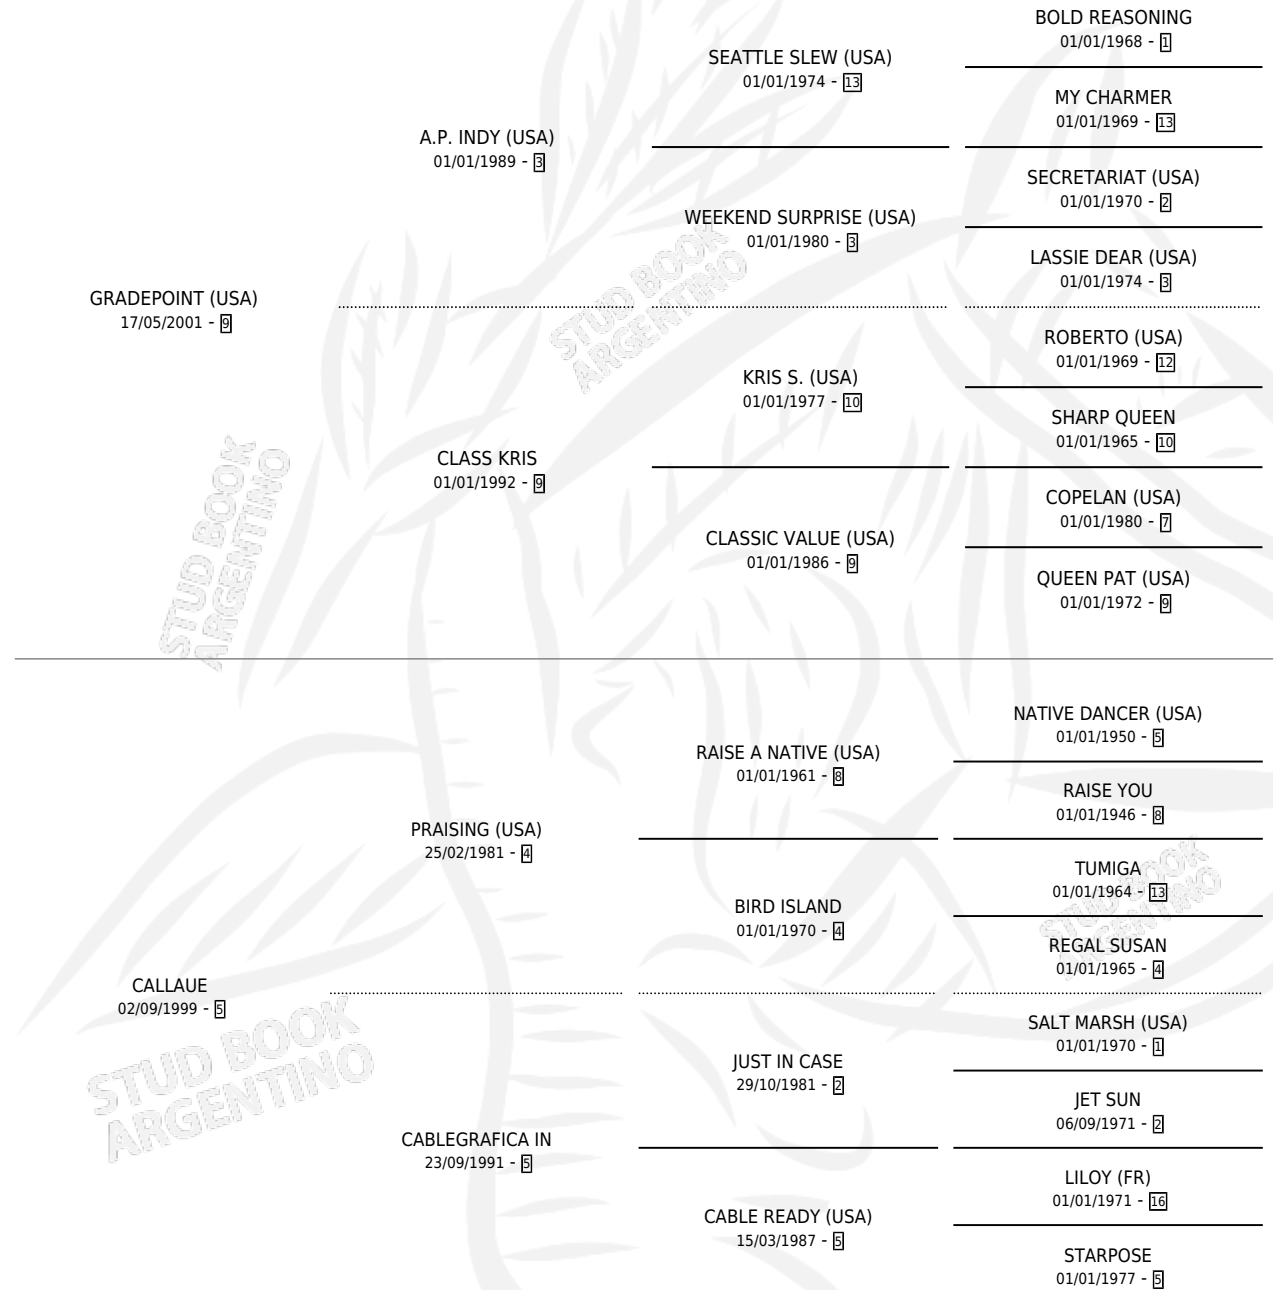 BOLD REASONING
01/01/1968 - 1
SEATTLE SLEW (USA)
01/01/1974 - 13
MY CHARMER
01/01/1969 - 13
A.P. INDY (USA)
01/01/1989 - 3
SECRETARIAT (USA)
01/01/1970 - 2
WEEKEND SURPRISE (USA)
01/01/1980 - 3
LASSIE DEAR (USA)
01/01/1974 - 3
GRADEPOINT (USA)
17/05/2001 - 9
ROBERTO (USA)
01/01/1969 - 12
KRIS S. (USA)
01/01/1977 - 10
SHARP QUEEN
01/01/1965 - 10
CLASS KRIS
01/01/1992 - 9
COPELAN (USA)
01/01/1980 - 7
CLASSIC VALUE (USA)
01/01/1986 - 9
QUEEN PAT (USA)
01/01/1972 - 9
NATIVE DANCER (USA)
01/01/1950 - 5
RAISE A NATIVE (USA)
01/01/1961 - 8
RAISE YOU
01/01/1946 - 8
PRAISING (USA)
25/02/1981 - 4
TUMIGA
01/01/1964 - 13
BIRD ISLAND
01/01/1970 - 4
REGAL SUSAN
01/01/1965 - 4
CALLAUE
02/09/1999 - 5
SALT MARSH (USA)
01/01/1970 - 1
JUST IN CASE
29/10/1981 - 2
JET SUN
06/09/1971 - 2
CABLEGRAFICA IN
23/09/1991 - 5
LILOY (FR)
01/01/1971 - 16
CABLE READY (USA)
15/03/1987 - 5
STARPOSE
01/01/1977 - 5
STUD BOOK
ARGENTINO
STUD BOOK
ARGENTINO
STUD BOOK
ARGENTINO
STUD BOOK
ARGENTINO